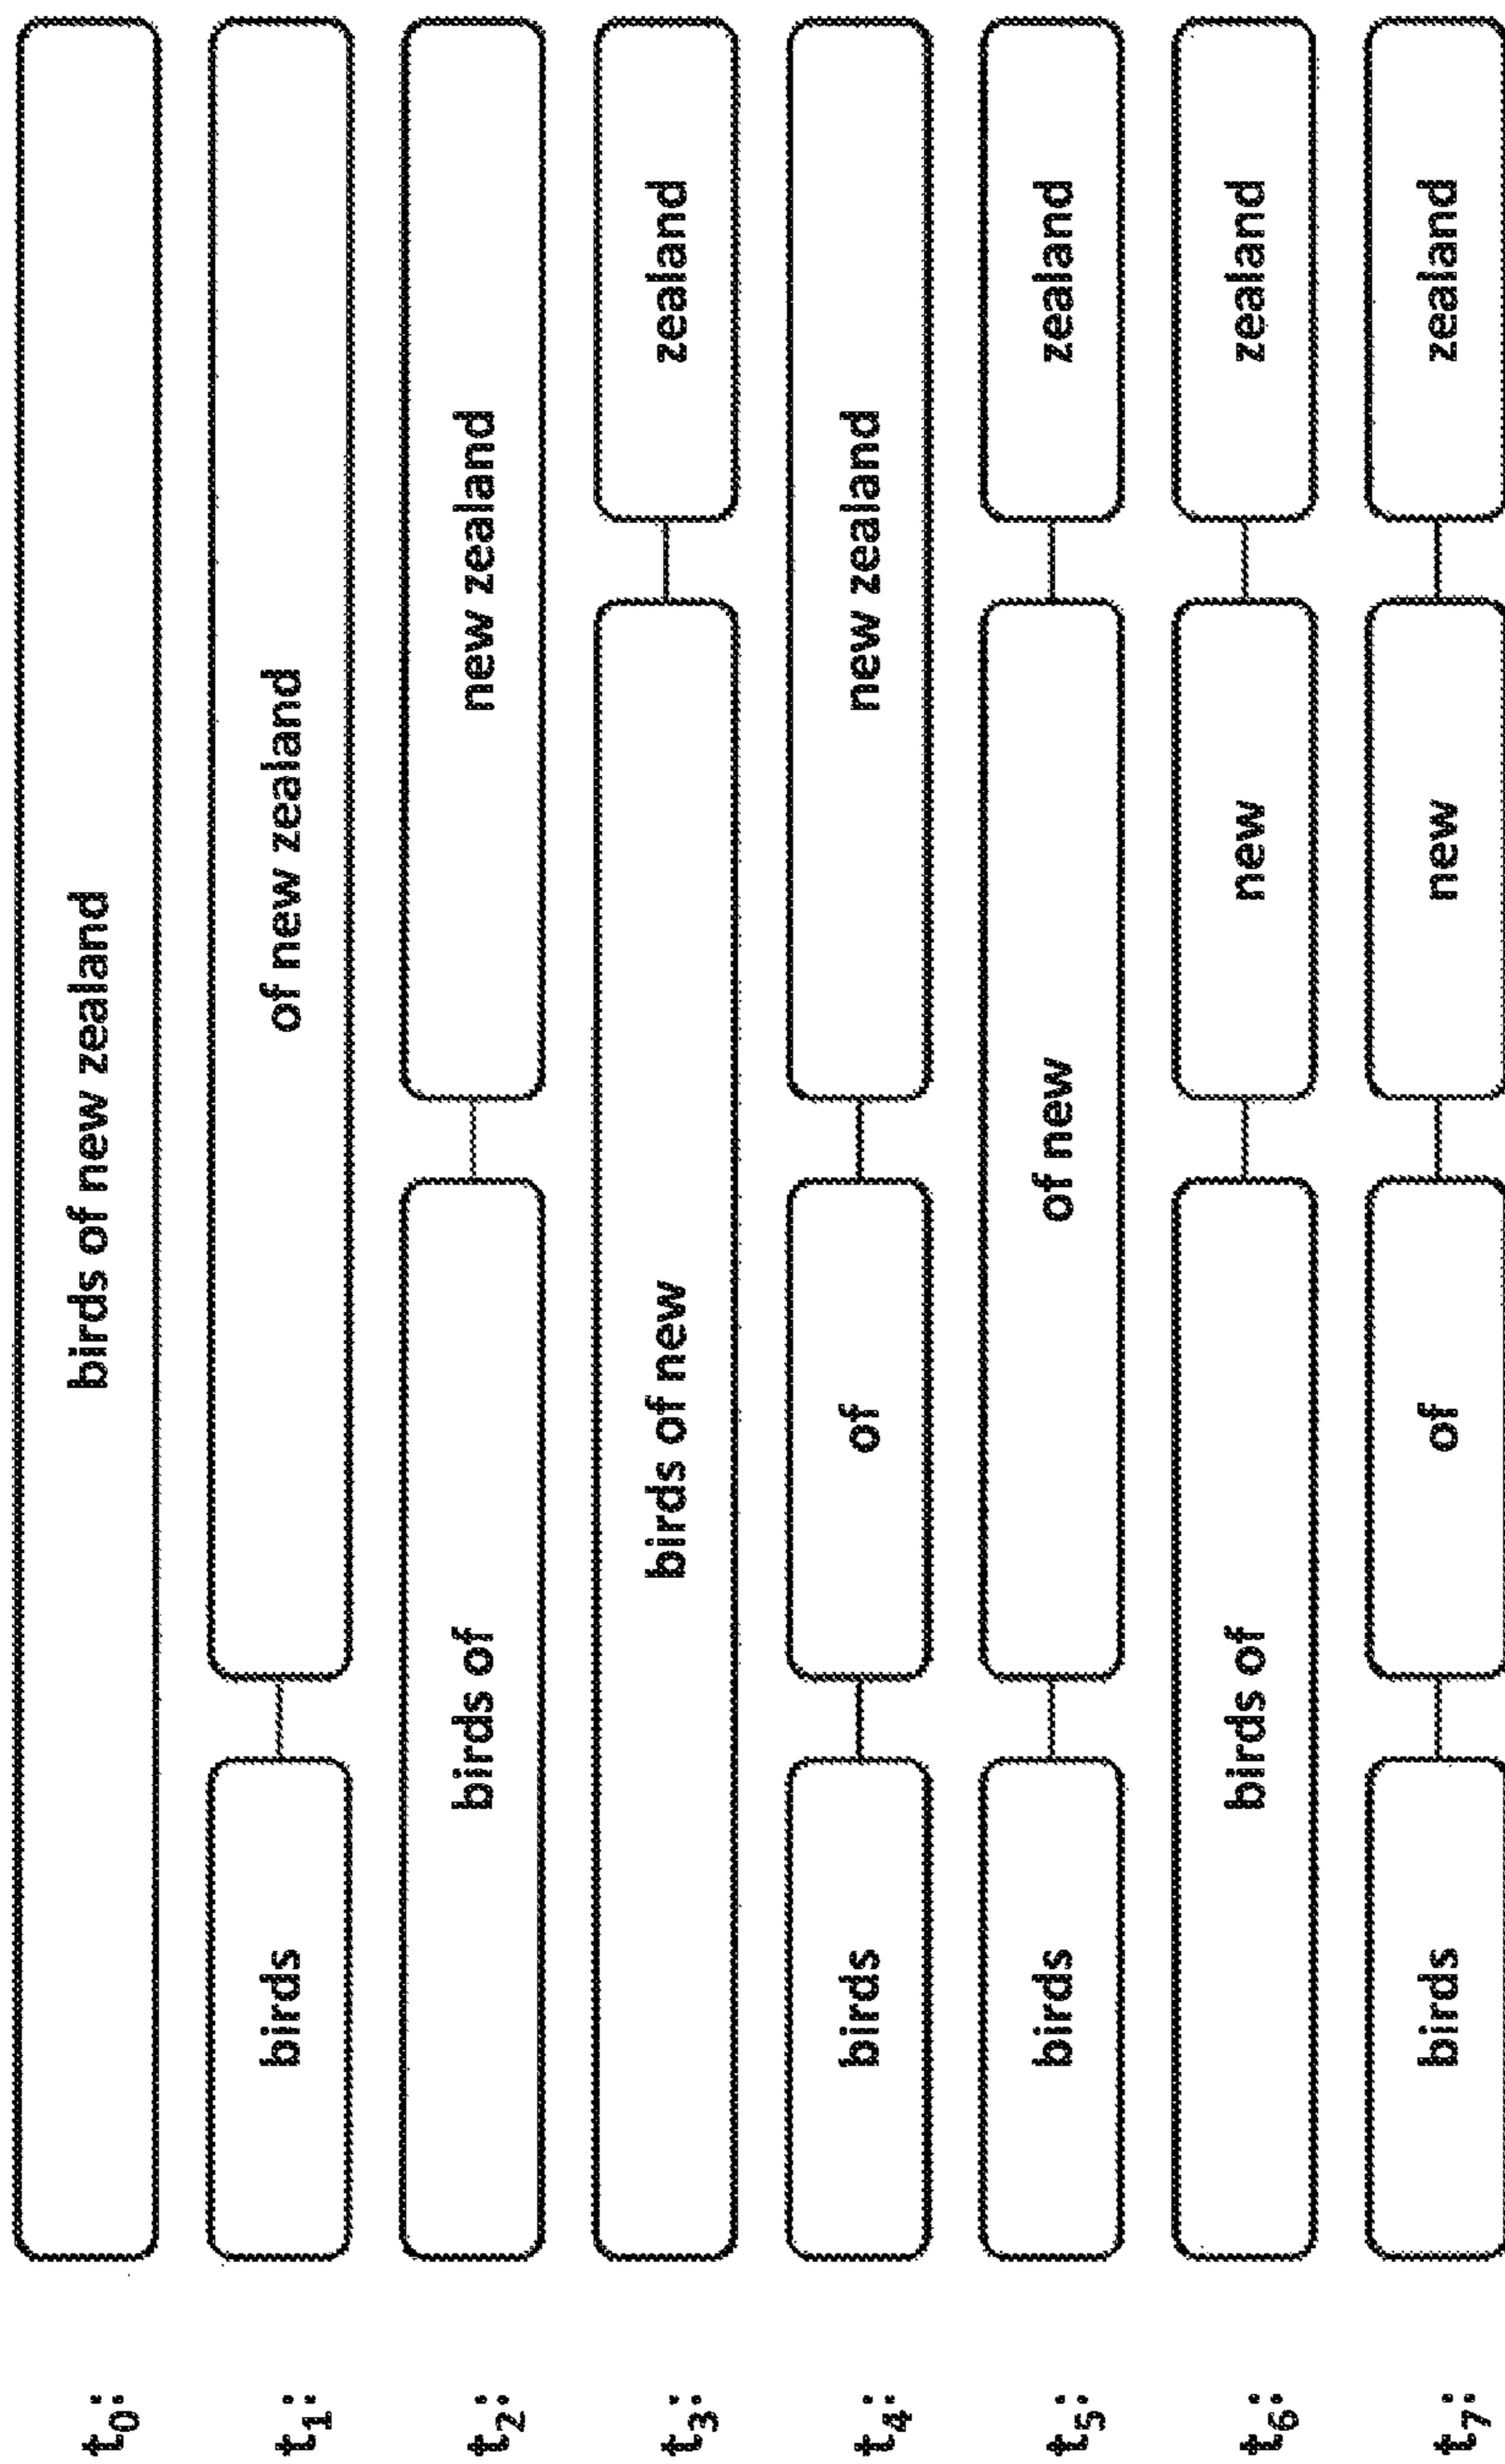 t0: birds of new zealand
t1: birds of new zealand
t2: birds of new zealand
t3: birds of new zealand
t4: birds of new zealand
t5: birds of new zealand
t6: birds of new zealand
t7: birds of new zealand